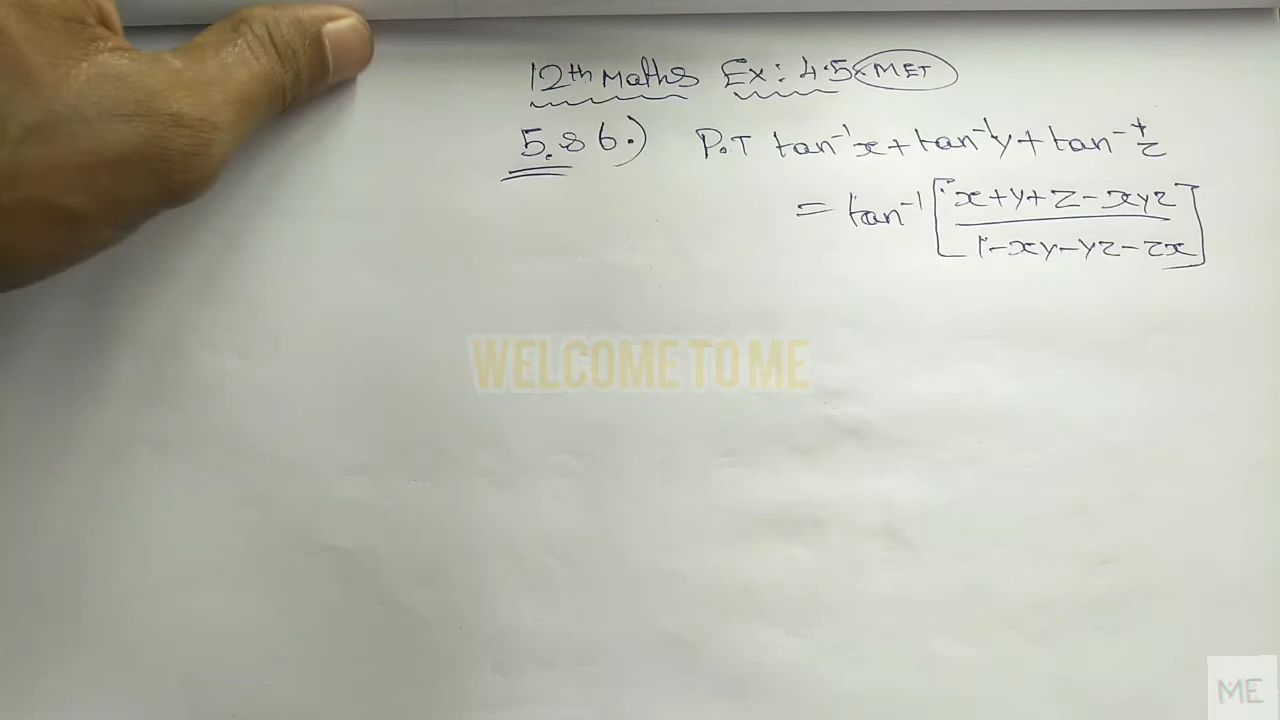 12th Maths Ex: 4.5 MET
5.86.) P.T tan⁻¹x + tan⁻¹y + tan⁻¹z
= tan⁻¹ [ x+y+z-xyz / 1-xy-yz-zx ]
WELCOME TO ME
ME